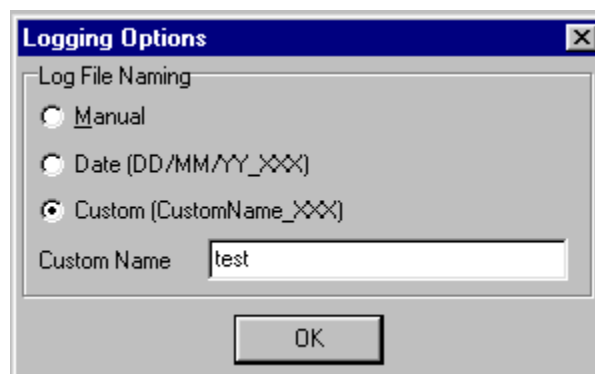 Logging Options
Log File Naming
Manual
Date (DD/MM/YY_XXX)
Custom (CustomName_XXX)
Custom Name test
OK